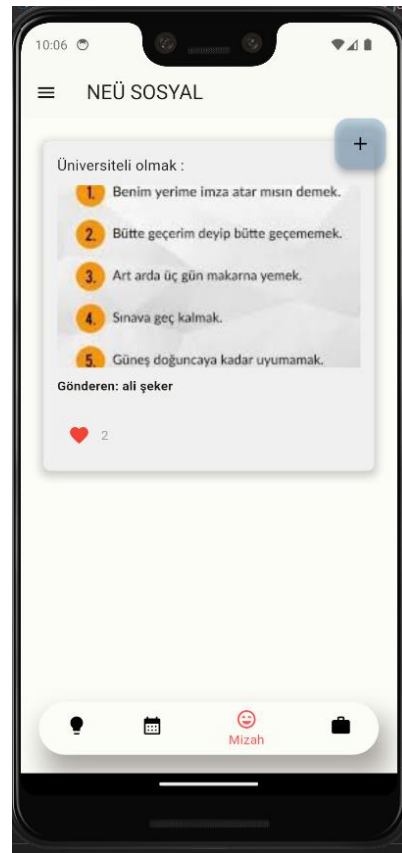 10:06
NEÜ SOSYAL
+
Üniversiteli olmak :
1. Benim yerime imza atar mısın demek.
2. Bütte geçerim deyip bütte geçememek.
3. Art arda üç gün makarna yemek.
4. Sınava geç kalmak.
5. Güneş doğuncaya kadar uyumamak.
Gönderen: ali şeker
2
Mizah